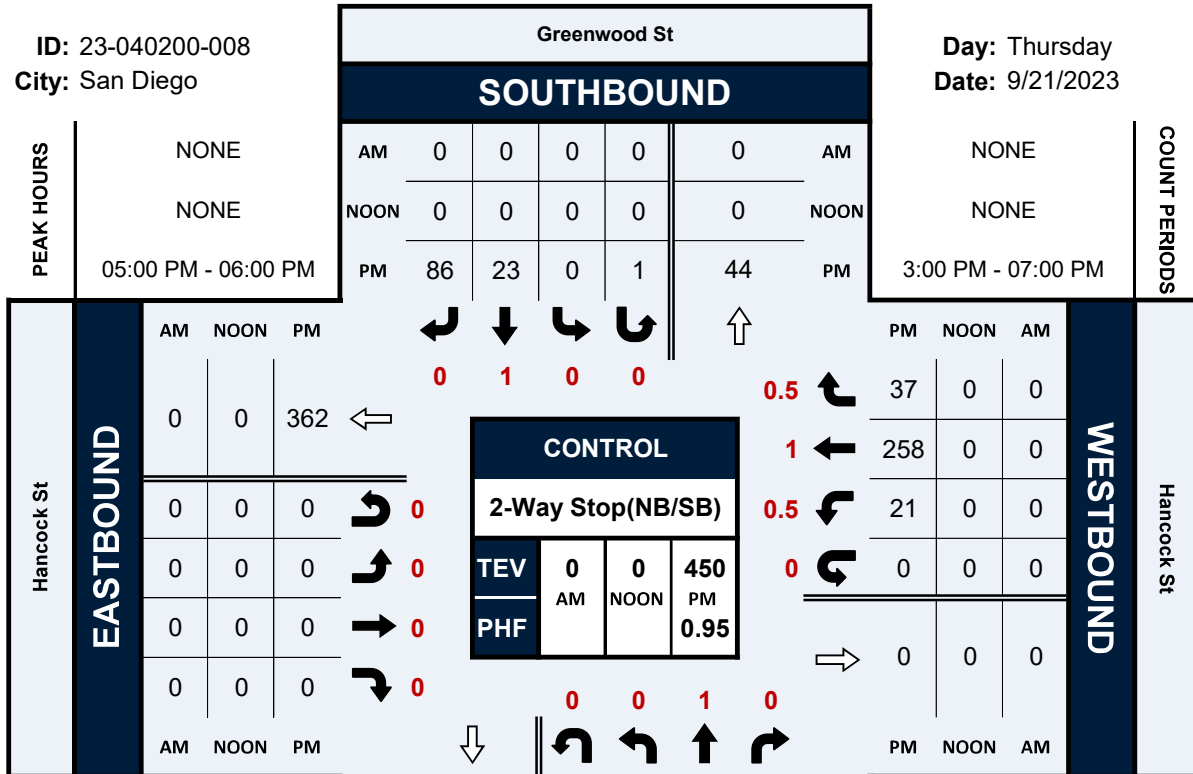 ID: 23-040200-008
City: San Diego
Greenwood St
SOUTHBOUND
Day: Thursday
Date: 9/21/2023
PEAK HOURS
NONE
NONE
05:00 PM - 06:00 PM
AM 0 0 0 0 0 AM
NOON 0 0 0 0 0 NOON
PM 86 23 0 1 44 PM
NONE
NONE
3:00 PM - 07:00 PM
COUNT PERIODS
0 1 0 0
Hancock St
EASTBOUND
AM NOON PM
0 0 362
0 0 0 0
0 0 0 0
0 0 0 0
0 0 0 0
AM NOON PM
CONTROL
2-Way Stop(NB/SB)
TEV 0 0 450
AM NOON PM
PHF 0.95
PM NOON AM
0.5 37 0 0
1 258 0 0
0.5 21 0 0
0 0 0 0
0 0 0
PM NOON AM
WESTBOUND
Hancock St
0 0 1 0